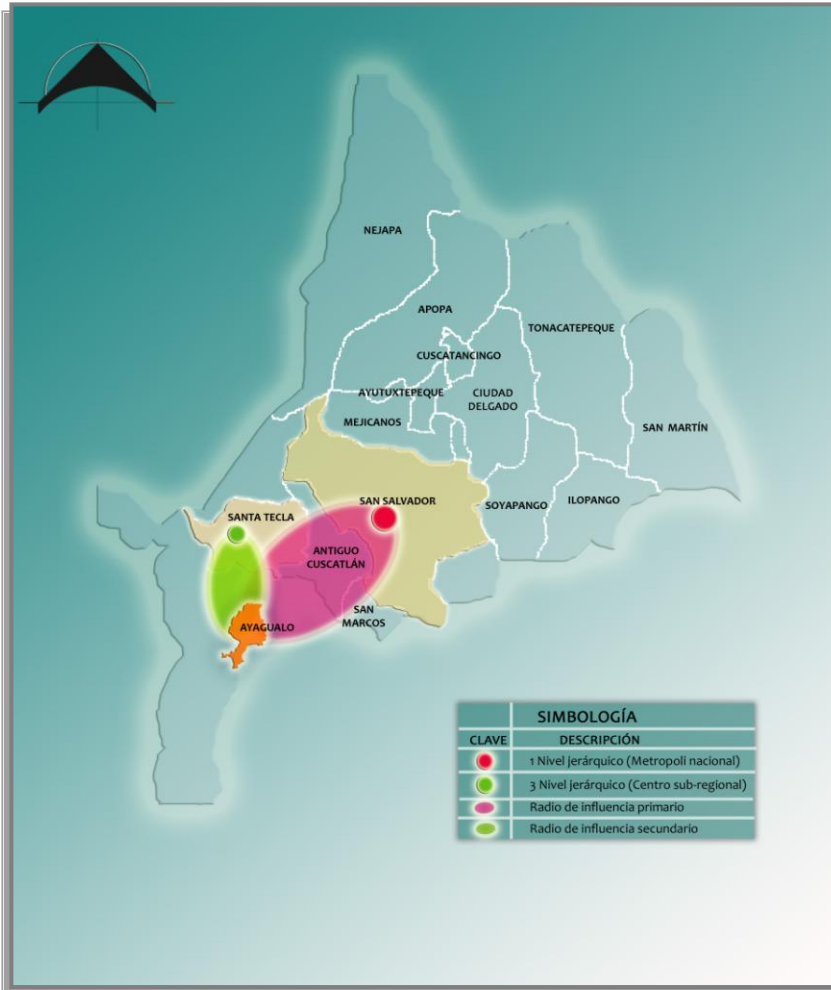 NEJAPA
APOPA
TONACATEPEQUE
CUSCATANCINGO
AYUTUXTEPEQUE
CIUDAD
DELGADO
MEJICANOS
SAN MARTÍN
SAN SALVADOR
SOYAPANGO
ILOPANGO
SANTA TECLA
ANTIGUO
CUSCATLÁN
SAN
MARCOS
AYAGUALO
SIMBOLOGÍA
CLAVE DESCRIPCIÓN
1 Nivel jerárquico (Metropoli nacional)
3 Nivel jerárquico (Centro sub-regional)
Radio de influencia primario
Radio de influencia secundario